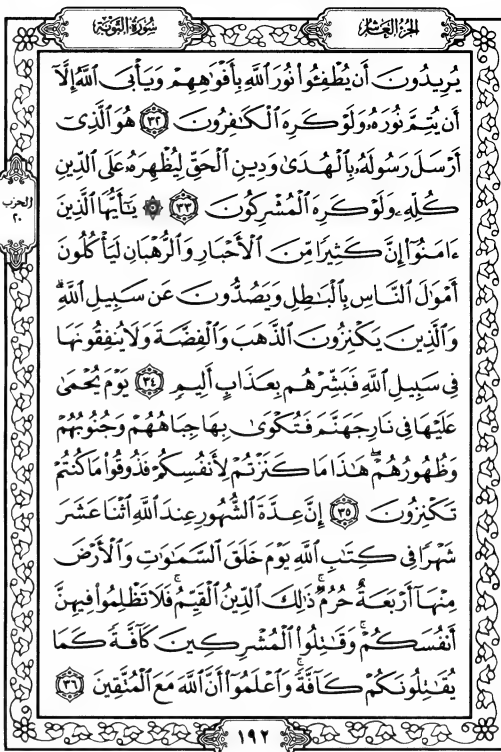 الجزء العاشر
سورة التوبة
يُرِيدُونَ أَن يُطْفِـُٔوا۟ نُورَ ٱللَّهِ بِأَفْوَٰهِهِمْ وَيَأْبَى ٱللَّهُ إِلَّآ
أَن يُتِمَّ نُورَهُۥ وَلَوْ كَرِهَ ٱلْكَٰفِرُونَ ٣٢ هُوَ ٱلَّذِىٓ
أَرْسَلَ رَسُولَهُۥ بِٱلْهُدَىٰ وَدِينِ ٱلْحَقِّ لِيُظْهِرَهُۥ عَلَى ٱلدِّينِ
كُلِّهِۦ وَلَوْ كَرِهَ ٱلْمُشْرِكُونَ ٣٣ ۞ يَٰٓأَيُّهَا ٱلَّذِينَ
الحزب
٢٠
ءَامَنُوٓا۟ إِنَّ كَثِيرًا مِّنَ ٱلْأَحْبَارِ وَٱلرُّهْبَانِ لَيَأْكُلُونَ
أَمْوَٰلَ ٱلنَّاسِ بِٱلْبَٰطِلِ وَيَصُدُّونَ عَن سَبِيلِ ٱللَّهِ ۗ
وَٱلَّذِينَ يَكْنِزُونَ ٱلذَّهَبَ وَٱلْفِضَّةَ وَلَا يُنفِقُونَهَا
فِى سَبِيلِ ٱللَّهِ فَبَشِّرْهُم بِعَذَابٍ أَلِيمٍ ٣٤ يَوْمَ يُحْمَىٰ
عَلَيْهَا فِى نَارِ جَهَنَّمَ فَتُكْوَىٰ بِهَا جِبَاهُهُمْ وَجُنُوبُهُمْ
وَظُهُورُهُمْ ۖ هَٰذَا مَا كَنَزْتُمْ لِأَنفُسِكُمْ فَذُوقُوا۟ مَا كُنتُمْ
تَكْنِزُونَ ٣٥ إِنَّ عِدَّةَ ٱلشُّهُورِ عِندَ ٱللَّهِ ٱثْنَا عَشَرَ
شَهْرًا فِى كِتَٰبِ ٱللَّهِ يَوْمَ خَلَقَ ٱلسَّمَٰوَٰتِ وَٱلْأَرْضَ
مِنْهَآ أَرْبَعَةٌ حُرُمٌ ۚ ذَٰلِكَ ٱلدِّينُ ٱلْقَيِّمُ ۚ فَلَا تَظْلِمُوا۟ فِيهِنَّ
أَنفُسَكُمْ ۚ وَقَٰتِلُوا۟ ٱلْمُشْرِكِينَ كَآفَّةً كَمَا
يُقَٰتِلُونَكُمْ كَآفَّةً ۚ وَٱعْلَمُوٓا۟ أَنَّ ٱللَّهَ مَعَ ٱلْمُتَّقِينَ ٣٦
١٩٢